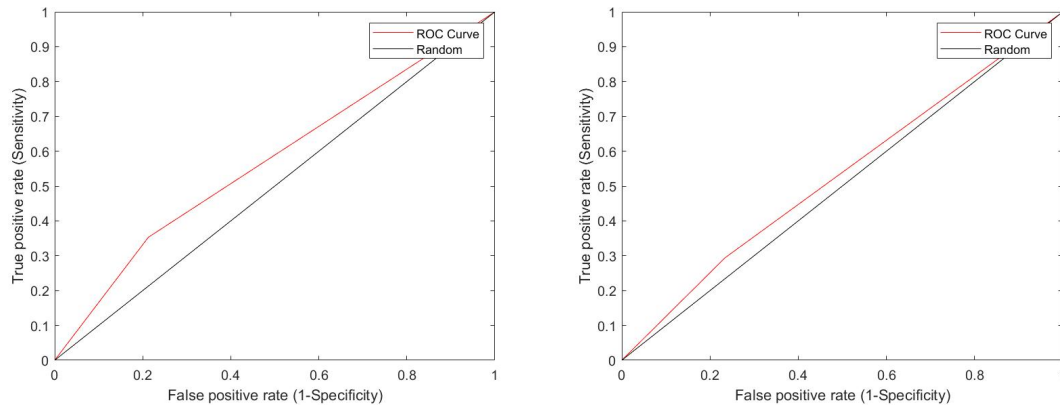 1
0.9
0.8
0.7
0.6
0.5
0.4
0.3
0.2
0.1
0
True positive rate (Sensitivity)
ROC Curve
Random
0 0.2 0.4 0.6 0.8 1
False positive rate (1-Specificity)
1
0.9
0.8
0.7
0.6
0.5
0.4
0.3
0.2
0.1
0
True positive rate (Sensitivity)
ROC Curve
Random
0 0.2 0.4 0.6 0.8
False positive rate (1-Specificity)